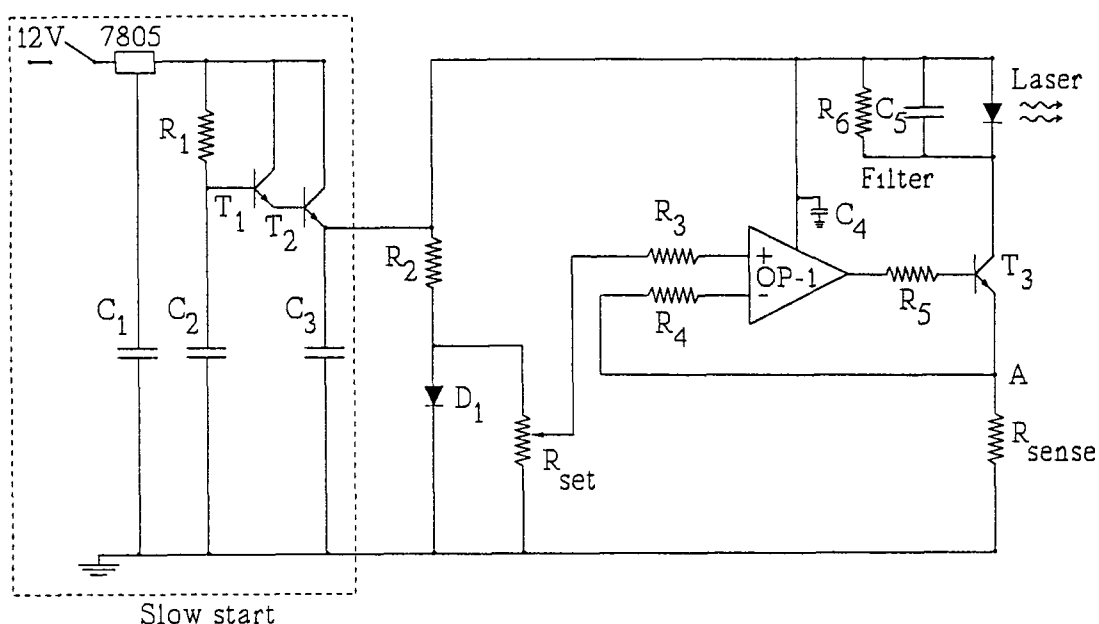 12V
7805
R1
T1
T2
C1
C2
C3
Slow start
R2
D1
Rset
R3
R4
+
OP-1
-
C4
R5
T3
R6
C5
Filter
Laser
A
Rsense